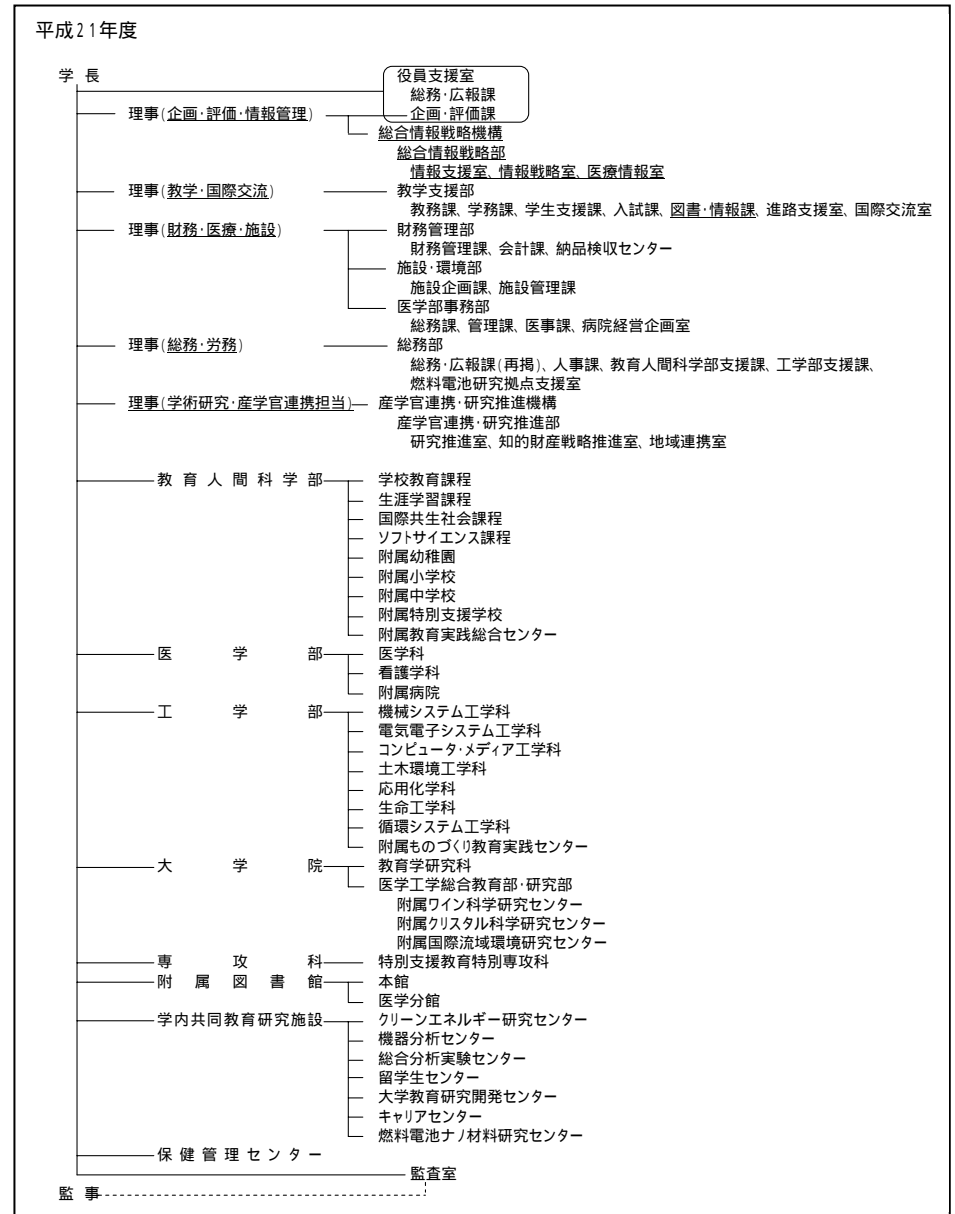 平成21年度
学 長
役員支援室
総務・広報課
理事(企画・評価・情報管理) 企画・評価課
総合情報戦略機構
総合情報戦略部
情報支援室、情報戦略室、医療情報室
理事(教学・国際交流) 教学支援部
教務課、学務課、学生支援課、入試課、図書・情報課、進路支援室、国際交流室
理事(財務・医療・施設) 財務管理部
財務管理課、会計課、納品検収センター
施設・環境部
施設企画課、施設管理課
医学部事務部
総務課、管理課、医事課、病院経営企画室
理事(総務・労務) 総務部
総務・広報課(再掲)、人事課、教育人間科学部支援課、工学部支援課、
燃料電池研究拠点支援室
理事(学術研究・産学官連携担当) 産学官連携・研究推進機構
産学官連携・研究推進部
研究推進室、知的財産戦略推進室、地域連携室
教育人間科学部 学校教育課程
生涯学習課程
国際共生社会課程
ソフトサイエンス課程
附属幼稚園
附属小学校
附属中学校
附属特別支援学校
附属教育実践総合センター
医学部 医学科
看護学科
附属病院
工学部 機械システム工学科
電気電子システム工学科
コンピュータ・メディア工学科
土木環境工学科
応用化学科
生命工学科
循環システム工学科
附属ものづくり教育実践センター
大学院 教育学研究科
医学工学総合教育部・研究部
附属ワイン科学研究センター
附属クリスタル科学研究センター
附属国際流域環境研究センター
専攻科 特別支援教育特別専攻科
附属図書館 本館
医学分館
学内共同教育研究施設 クリーンエネルギー研究センター
機器分析センター
総合分析実験センター
留学生センター
大学教育研究開発センター
キャリアセンター
燃料電池ナノ材料研究センター
保健管理センター
監査室
監 事